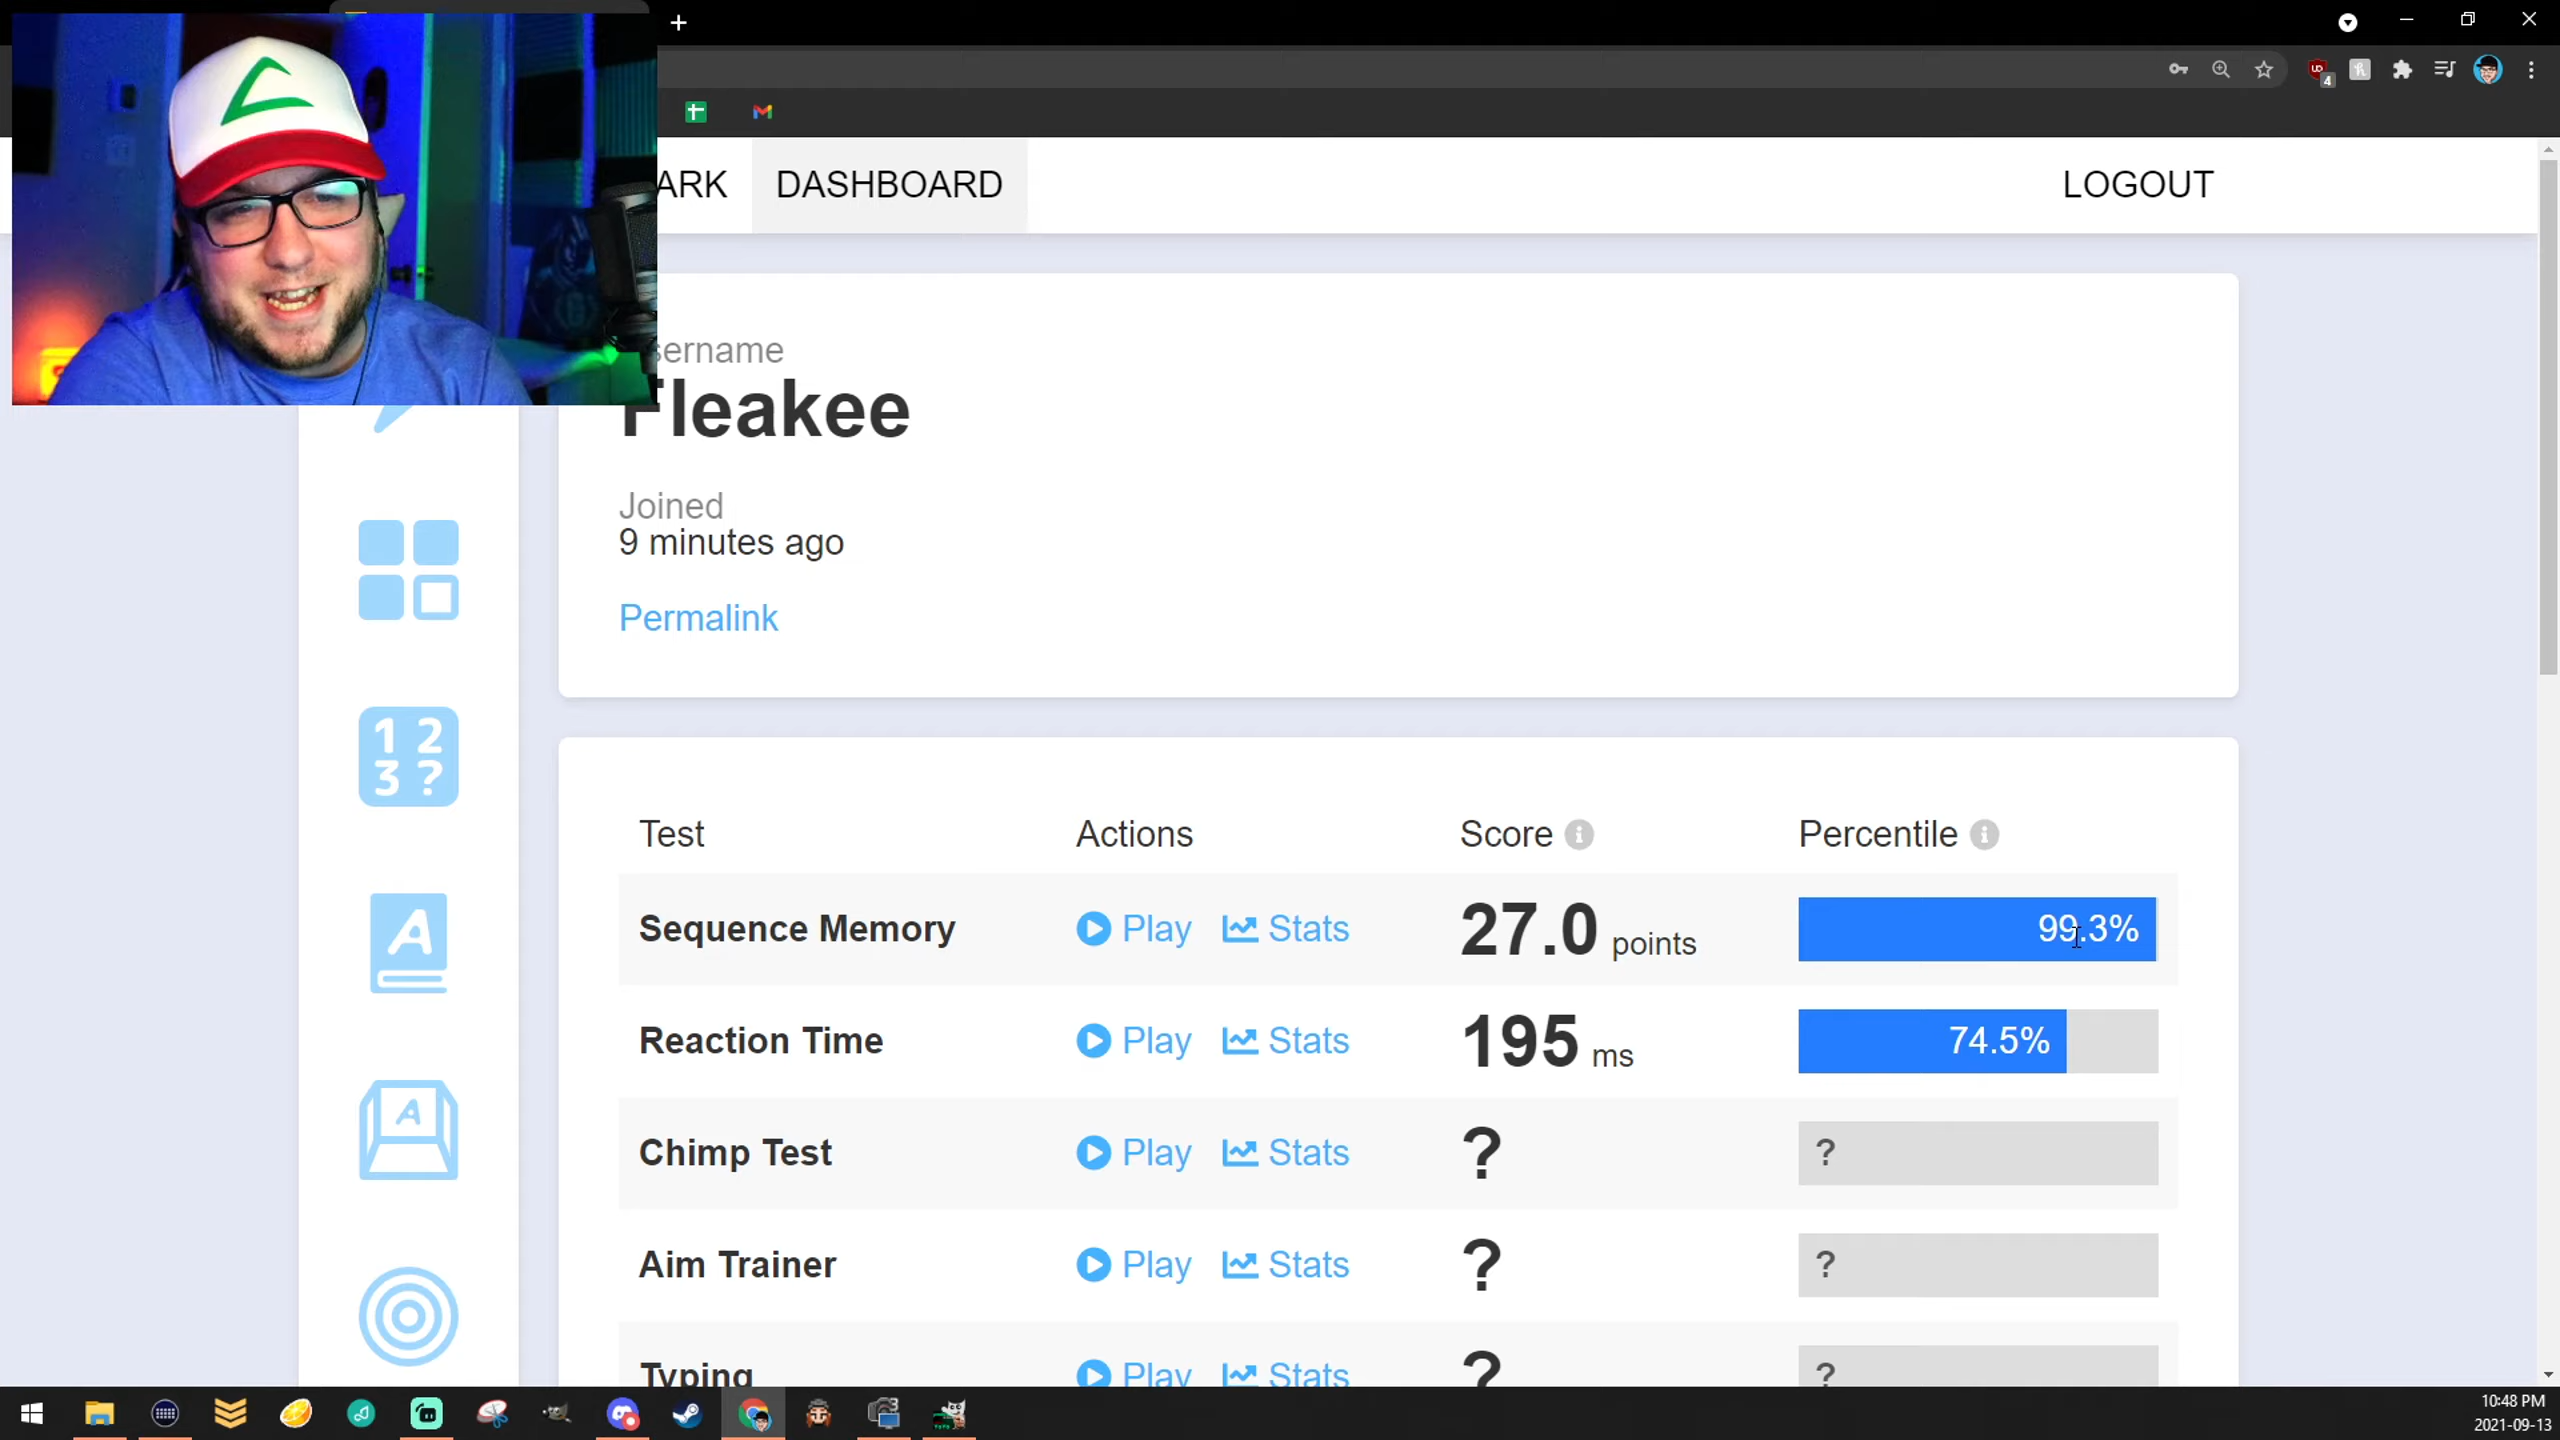 ARK
DASHBOARD
LOGOUT
sername
Fleakee
Joined
9 minutes ago
Permalink
1 2
3 ?
A
A
Test Actions Score Percentile
Sequence Memory Play Stats 27.0 points 99.3%
Reaction Time Play Stats 195 ms 74.5%
Chimp Test Play Stats ? ?
Aim Trainer Play Stats ? ?
Typing Play Stats ? ?
4
10:48 PM
2021-09-13